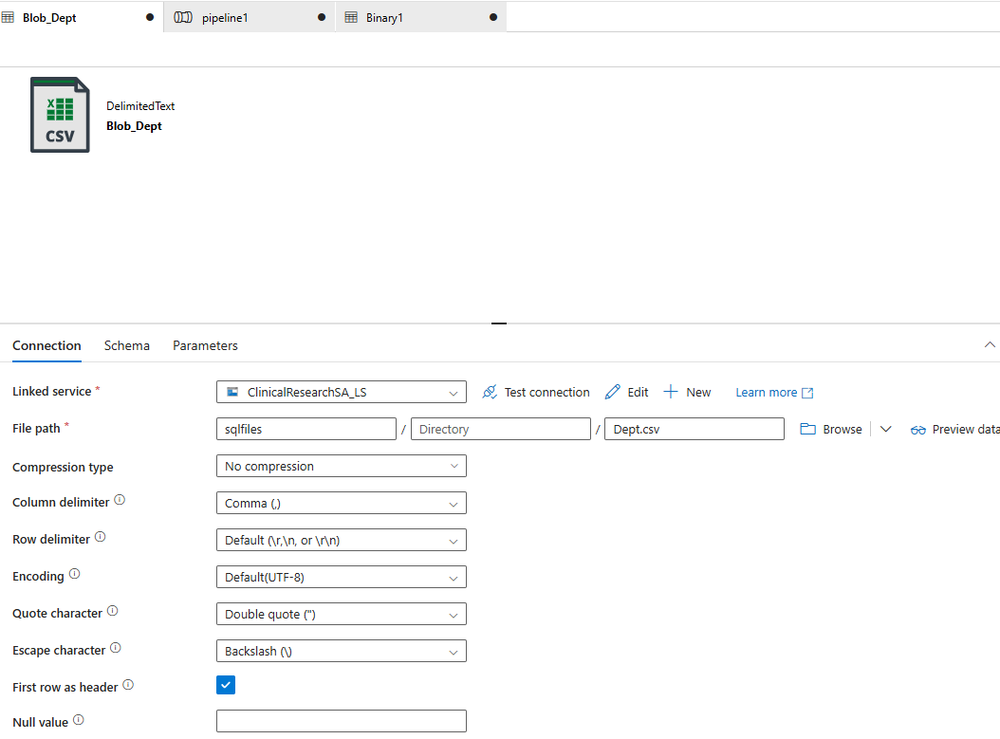 Blob_Dept pipeline1 Binary1
X
CSV
DelimitedText
Blob_Dept
Connection Schema Parameters
Linked service * ClinicalResearchSA_LS Test connection Edit New Learn more
File path * sqlfiles / Directory / Dept.csv Browse Preview data
Compression type No compression
Column delimiter Comma (,)
Row delimiter Default (\r,\n, or \r\n)
Encoding Default(UTF-8)
Quote character Double quote (")
Escape character Backslash (\)
First row as header
Null value